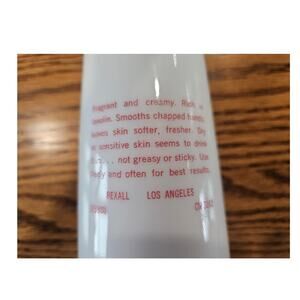 Fragrant and creamy. Rich in
lanolin. Smooths chapped hands,
leaves skin softer, fresher. Dry
or sensitive skin seems to drink
not greasy or sticky. Use
and often for best results.
REXALL LOS ANGELES